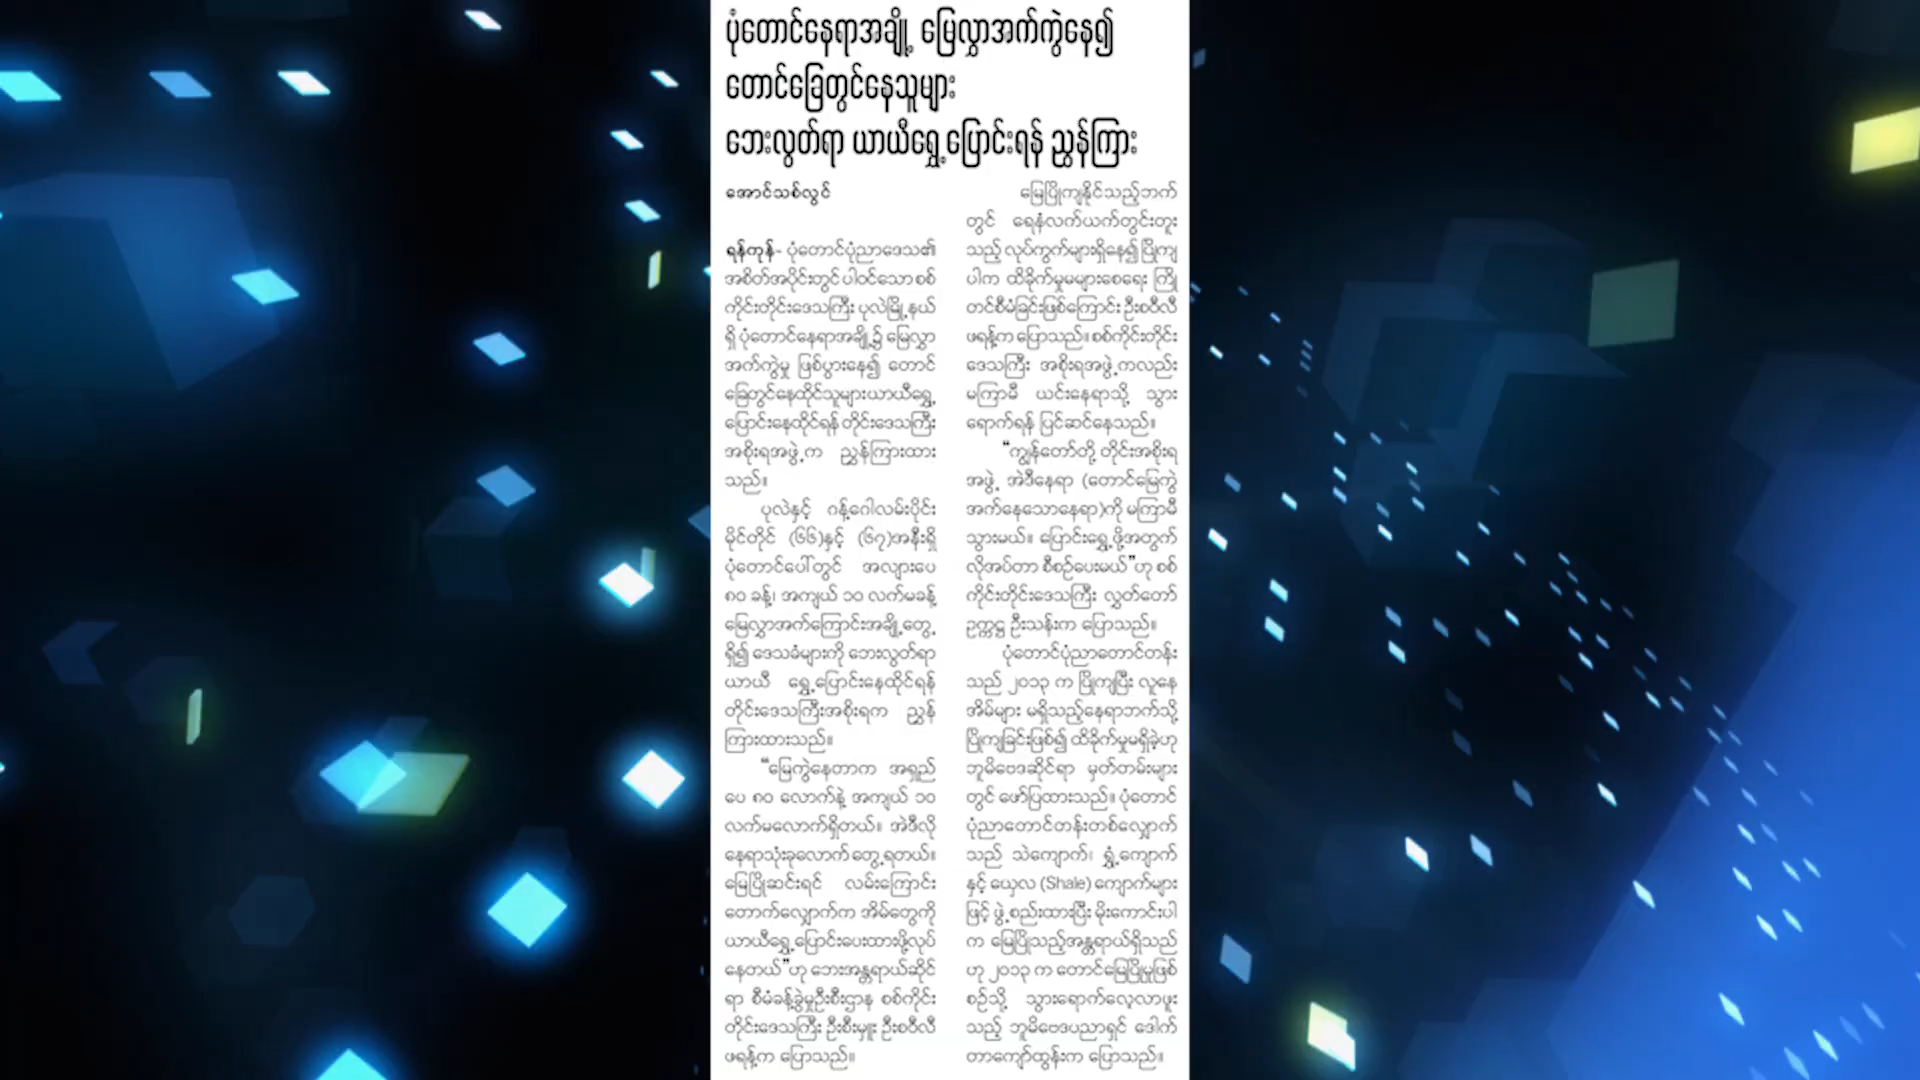 ပုံတောင်နေရာအချို့ မြေလွှာအက်ကွဲနေ၍
တောင်ခြေတွင်နေသူများ
ဘေးလွတ်ရာ ယာယီရွှေ့ပြောင်းရန် ညွှန်ကြား
အောင်သစ်လွင်
ရန်ကုန်- ပုံတောင်ပုံညာဒေသ၏
အစိတ်အပိုင်းတွင် ပါဝင်သော စစ်
ကိုင်းတိုင်းဒေသကြီး ပုလဲမြို့နယ်
ရှိ ပုံတောင်နေရာအချို့၌ မြေလွှာ
အက်ကွဲမှု ဖြစ်ပွားနေ၍ တောင်
ခြေတွင်နေထိုင်သူများယာယီရွှေ့
ပြောင်းနေထိုင်ရန် တိုင်းဒေသကြီး
အစိုးရအဖွဲ့က ညွှန်ကြားထား
သည်။
ပုလဲနှင့် ဂန့်ဂေါလမ်းပိုင်း
မိုင်တိုင် (၆၆)နှင့် (၆၇)အနီးရှိ
ပုံတောင်ပေါ်တွင် အလျားပေ
၈၀ ခန့်၊ အကျယ် ၁၀ လက်မခန့်
မြေလွှာအက်ကြောင်းအချို့တွေ့
ရှိ၍ ဒေသခံများကို ဘေးလွတ်ရာ
ယာယီ ရွှေ့ပြောင်းနေထိုင်ရန်
တိုင်းဒေသကြီးအစိုးရက ညွှန်
ကြားထားသည်။
“မြေကွဲနေတာက အရှည်
ပေ ၈၀ လောက်နဲ့ အကျယ် ၁၀
လက်မလောက်ရှိတယ်။ အဲဒီလို
နေရာသုံးခုလောက်တွေ့ရတယ်။
မြေပြိုဆင်းရင် လမ်းကြောင်း
တောက်လျှောက်က အိမ်တွေကို
ယာယီရွှေ့ပြောင်းပေးထားဖို့လုပ်
နေတယ်”ဟု ဘေးအန္တရာယ်ဆိုင်
ရာ စီမံခန့်ခွဲမှုဦးစီးဌာန စစ်ကိုင်း
တိုင်းဒေသကြီး ဦးစီးမှူး ဦးစဝီလီ
ဖရန့်က ပြောသည်။
မြေပြိုကျနိုင်သည့်ဘက်
တွင် ရေနံလက်ယက်တွင်းတူး
သည့် လုပ်ကွက်များရှိနေ၍ ပြိုကျ
ပါက ထိခိုက်မှုမများစေရေး ကြို
တင်စီမံခြင်းဖြစ်ကြောင်း ဦးစဝီလီ
ဖရန့်က ပြောသည်။ စစ်ကိုင်းတိုင်း
ဒေသကြီး အစိုးရအဖွဲ့ကလည်း
မကြာမီ ယင်းနေရာသို့ သွား
ရောက်ရန် ပြင်ဆင်နေသည်။
“ကျွန်တော်တို့ တိုင်းအစိုးရ
အဖွဲ့ အဲဒီနေရာ (တောင်မြေကွဲ
အက်နေသောနေရာ)ကို မကြာမီ
သွားမယ်။ ပြောင်းရွှေ့ဖို့အတွက်
လိုအပ်တာ စီစဉ်ပေးမယ်”ဟု စစ်
ကိုင်းတိုင်းဒေသကြီး လွှတ်တော်
ဥက္ကဋ္ဌ ဦးသန်းက ပြောသည်။
ပုံတောင်ပုံညာတောင်တန်း
သည် ၂၀၁၃ က ပြိုကျပြီး လူနေ
အိမ်များ မရှိသည့်နေရာဘက်သို့
ပြိုကျခြင်းဖြစ်၍ ထိခိုက်မှုမရှိခဲ့ဟု
ဘူမိဗေဒဆိုင်ရာ မှတ်တမ်းများ
တွင် ဖော်ပြထားသည်။ ပုံတောင်
ပုံညာတောင်တန်းတစ်လျှောက်
သည် သဲကျောက်၊ ရွှံ့ကျောက်
နှင့် ယှေလ (Shale) ကျောက်များ
ဖြင့် ဖွဲ့စည်းထားပြီး မိုးကောင်းပါ
က မြေပြိုသည့်အန္တရာယ်ရှိသည်
ဟု ၂၀၁၃ က တောင်မြေပြိုမှုဖြစ်
စဉ်သို့ သွားရောက်လေ့လာဖူး
သည့် ဘူမိဗေဒပညာရှင် ဒေါက်
တာကျော်ထွန်းက ပြောသည်။